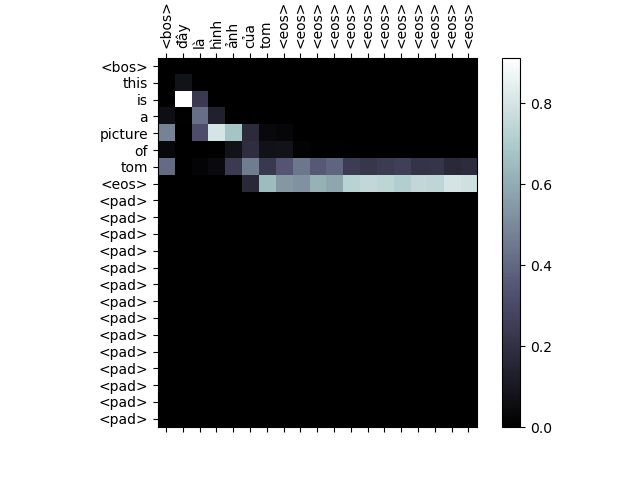 <bos> đây là hình ảnh của tom <eos> <eos> <eos> <eos> <eos> <eos> <eos> <eos> <eos> <eos> <eos> <eos>
<bos>
this
is
a
picture
of
tom
<eos>
<pad>
<pad>
<pad>
<pad>
<pad>
<pad>
<pad>
<pad>
<pad>
<pad>
<pad>
<pad>
<pad>
<pad>
0.8
0.6
0.4
0.2
0.0